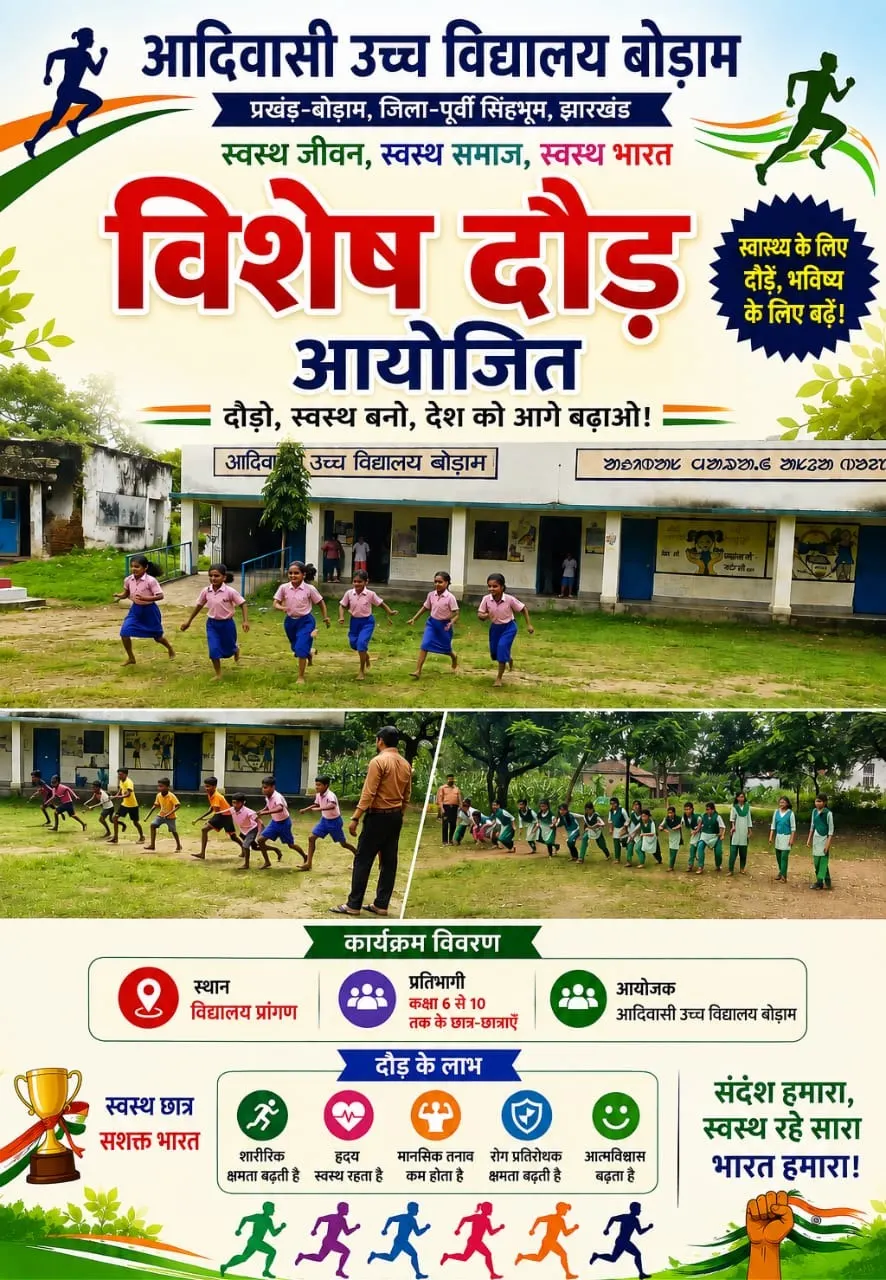 आदिवासी उच्च विद्यालय बोड़ाम
प्रखंड़-बोड़ाम, जिला-पूर्वी सिंहभूम, झारखंड
स्वस्थ जीवन, स्वस्थ समाज, स्वस्थ भारत
विशेष दौड़
आयोजित
स्वास्थ्य के लिए
दौड़ें, भविष्य
के लिए बढ़ें!
दौड़ो, स्वस्थ बनो, देश को आगे बढ़ाओ!
आदिवासी उच्च विद्यालय बोड़ाम
कार्यक्रम विवरण
स्थान
विद्यालय प्रांगण
प्रतिभागी
कक्षा 6 से 10
तक के छात्र-छात्राएँ
आयोजक
आदिवासी उच्च विद्यालय बोड़ाम
दौड़ के लाभ
स्वस्थ छात्र
सशक्त भारत
शारीरिक
क्षमता बढ़ती है
हृदय
स्वस्थ रहता है
मानसिक तनाव
कम होता है
रोग प्रतिरोधक
क्षमता बढ़ती है
आत्मविश्वास
बढ़ता है
संदेश हमारा,
स्वस्थ रहे सारा
भारत हमारा!